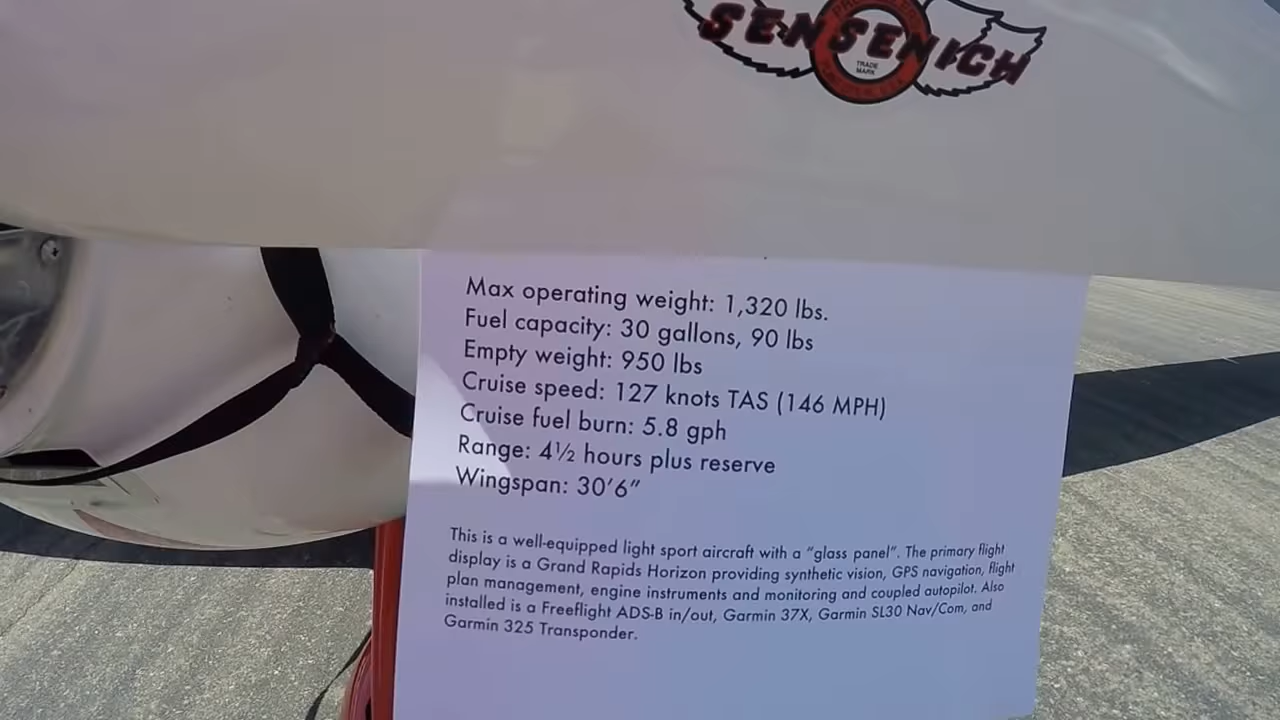 SENSENICH
TRADE
MARK
Max operating weight: 1,320 lbs.
Fuel capacity: 30 gallons, 90 lbs
Empty weight: 950 lbs
Cruise speed: 127 knots TAS (146 MPH)
Cruise fuel burn: 5.8 gph
Range: 4½ hours plus reserve
Wingspan: 30’6”
This is a well-equipped light sport aircraft with a “glass panel”. The primary flight
display is a Grand Rapids Horizon providing synthetic vision, GPS navigation, flight
plan management, engine instruments and monitoring and coupled autopilot. Also
installed is a Freeflight ADS-B in/out, Garmin 37X, Garmin SL30 Nav/Com, and
Garmin 325 Transponder.